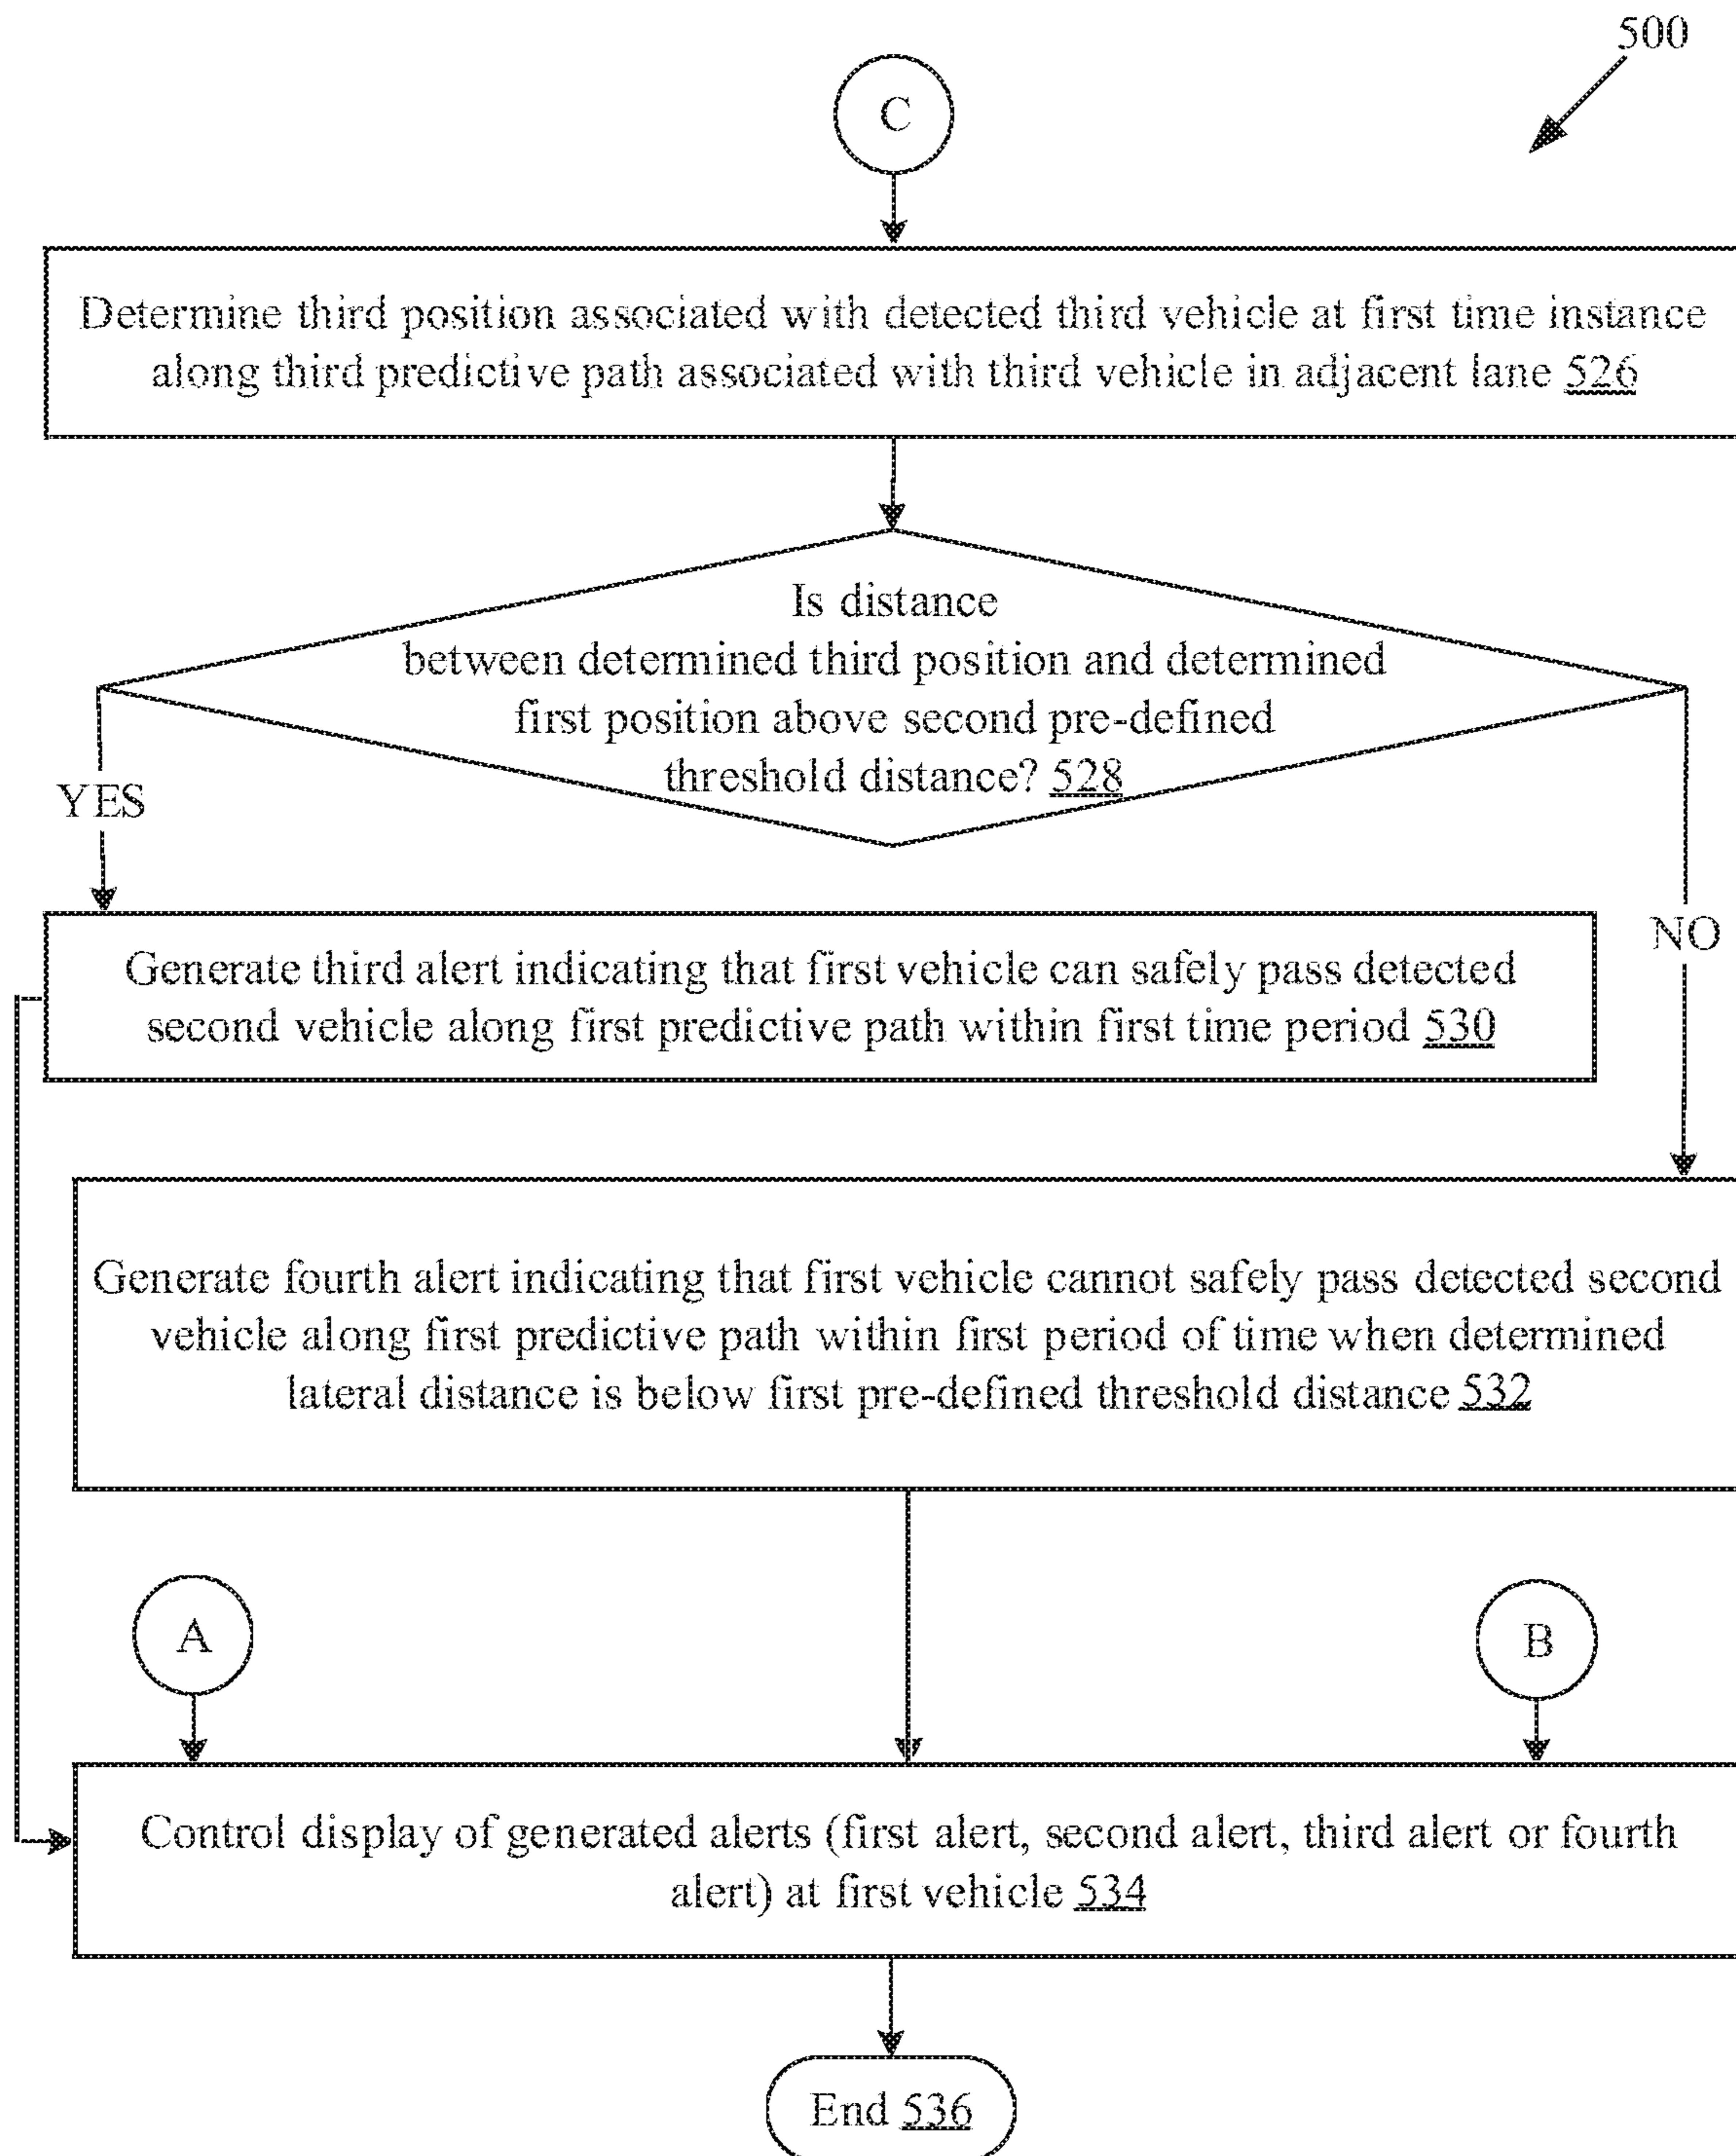 500
C
Determine third position associated with detected third vehicle at first time instance
along third predictive path associated with third vehicle in adjacent lane 526
Is distance
between determined third position and determined
first position above second pre-defined
threshold distance? 528
YES
NO
Generate third alert indicating that first vehicle can safely pass detected
second vehicle along first predictive path within first time period 530
Generate fourth alert indicating that first vehicle cannot safely pass detected second
vehicle along first predictive path within first period of time when determined
lateral distance is below first pre-defined threshold distance 532
A
B
Control display of generated alerts (first alert, second alert, third alert or fourth
alert) at first vehicle 534
End 536